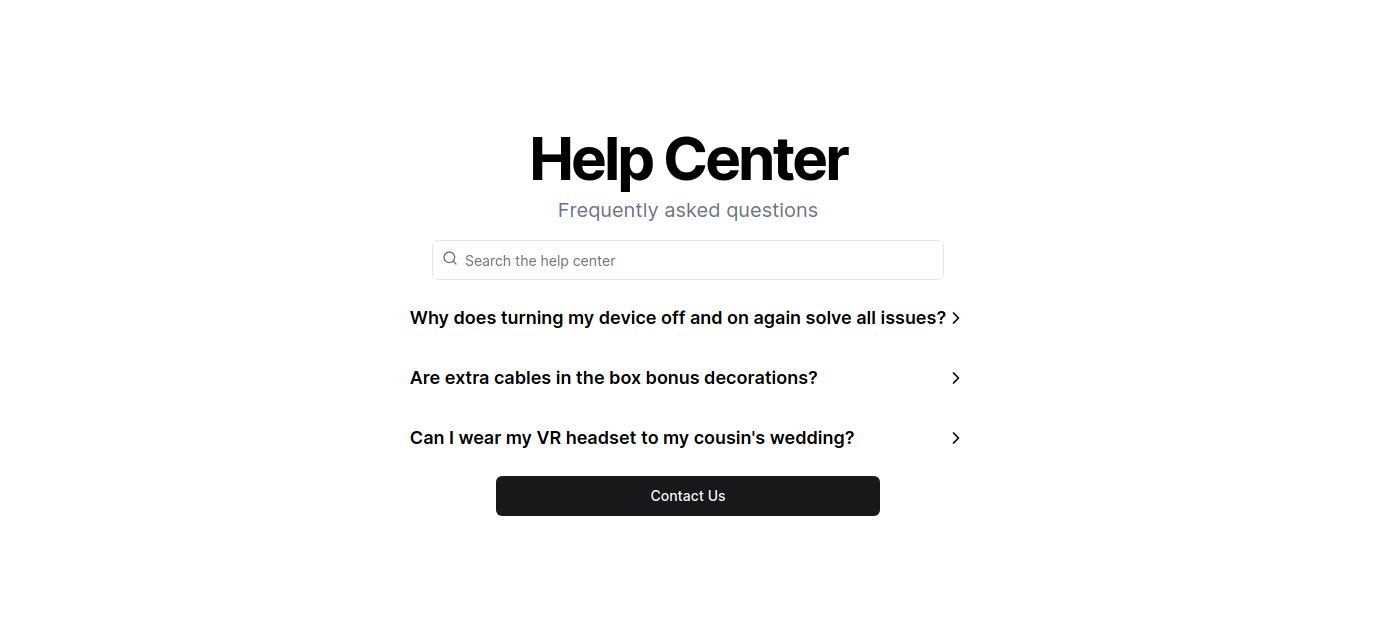 Help Center
Frequently asked questions
Search the help center
Why does turning my device off and on again solve all issues?
Are extra cables in the box bonus decorations?
Can I wear my VR headset to my cousin's wedding?
Contact Us